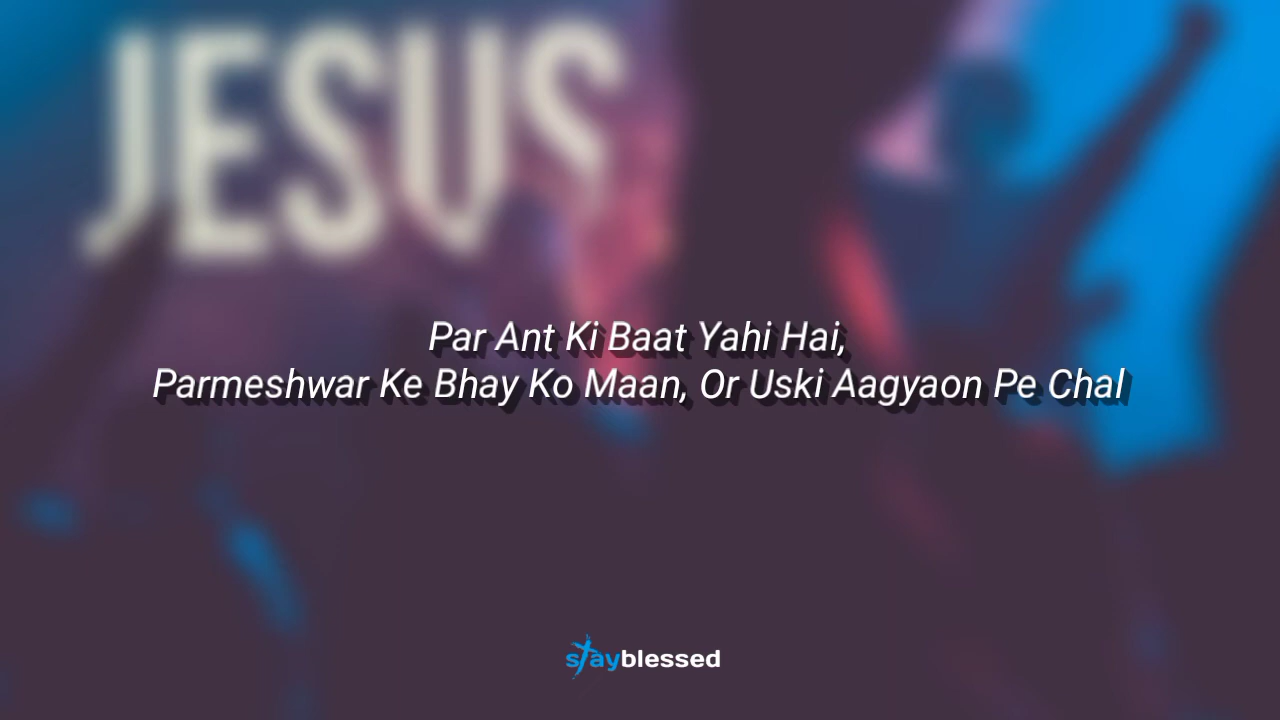 JESUS
Par Ant Ki Baat Yahi Hai,
Parmeshwar Ke Bhay Ko Maan, Or Uski Aagyaon Pe Chal
stayblessed